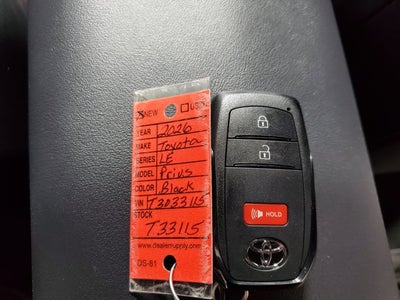 NEW USED
YEAR 2026
MAKE Toyota
SERIES LE
MODEL Prius
COLOR Black
VIN T3033115
STOCK
T33115
www.dealersupply.com
DS-81
HOLD